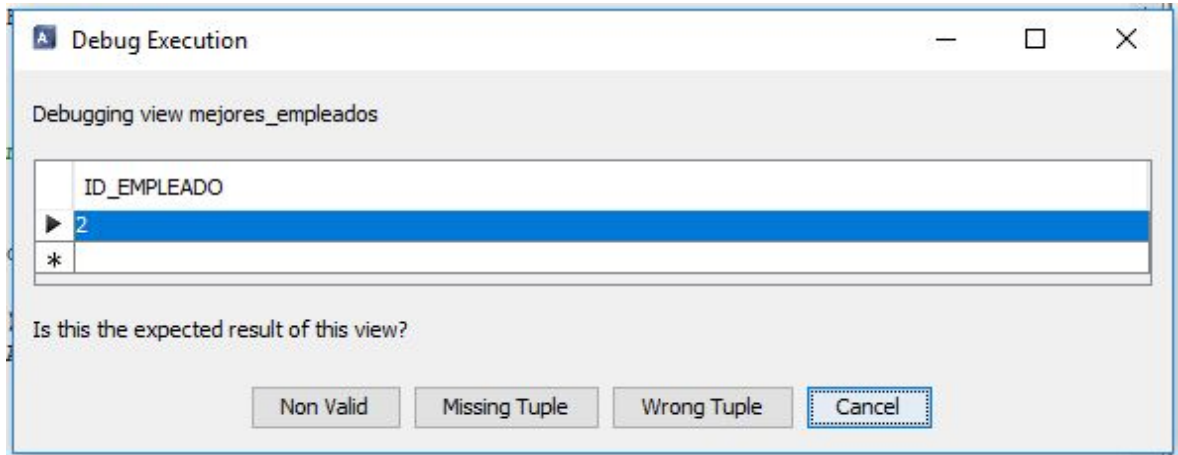 Debug Execution
Debugging view mejores_empleados
ID_EMPLEADO
2
*
Is this the expected result of this view?
Non Valid Missing Tuple Wrong Tuple Cancel